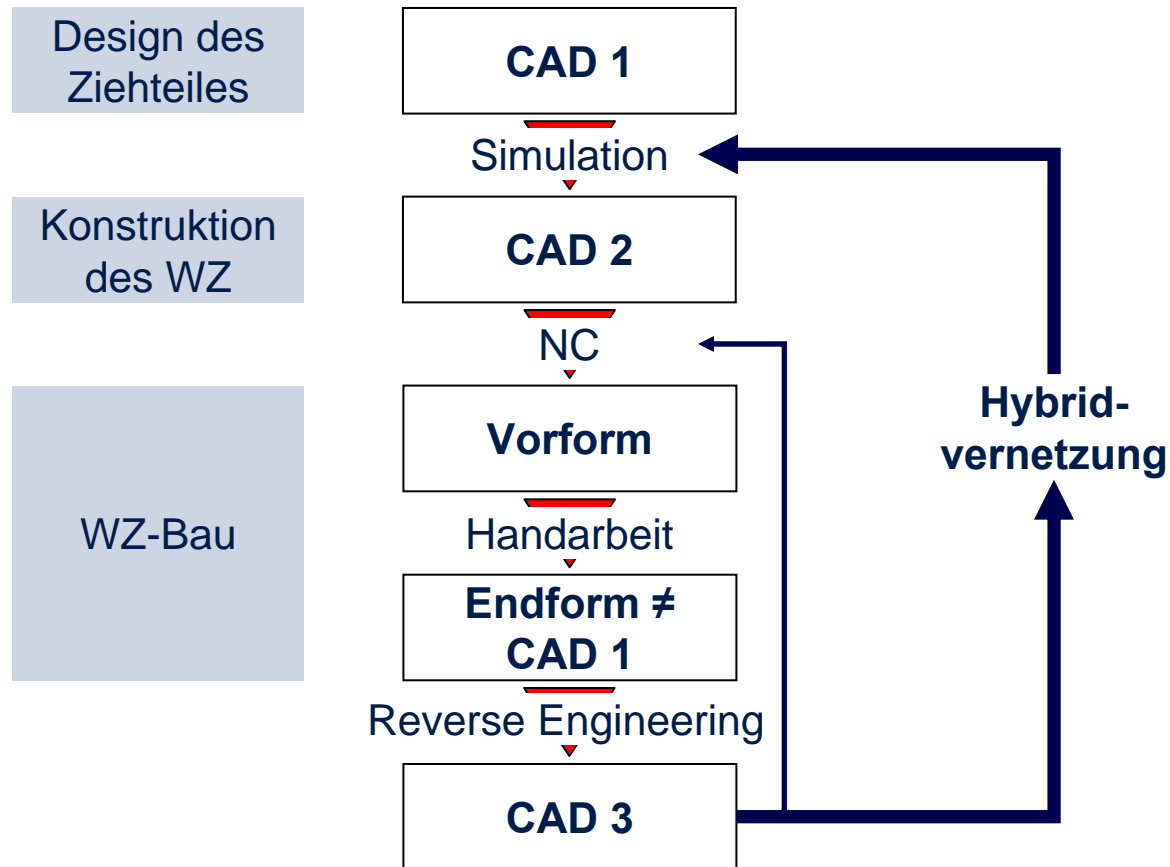 Design des
Ziehteiles
CAD 1
Simulation
Konstruktion
des WZ
CAD 2
NC
Hybrid-
vernetzung
WZ-Bau
Vorform
Handarbeit
Endform ≠
CAD 1
Reverse Engineering
CAD 3